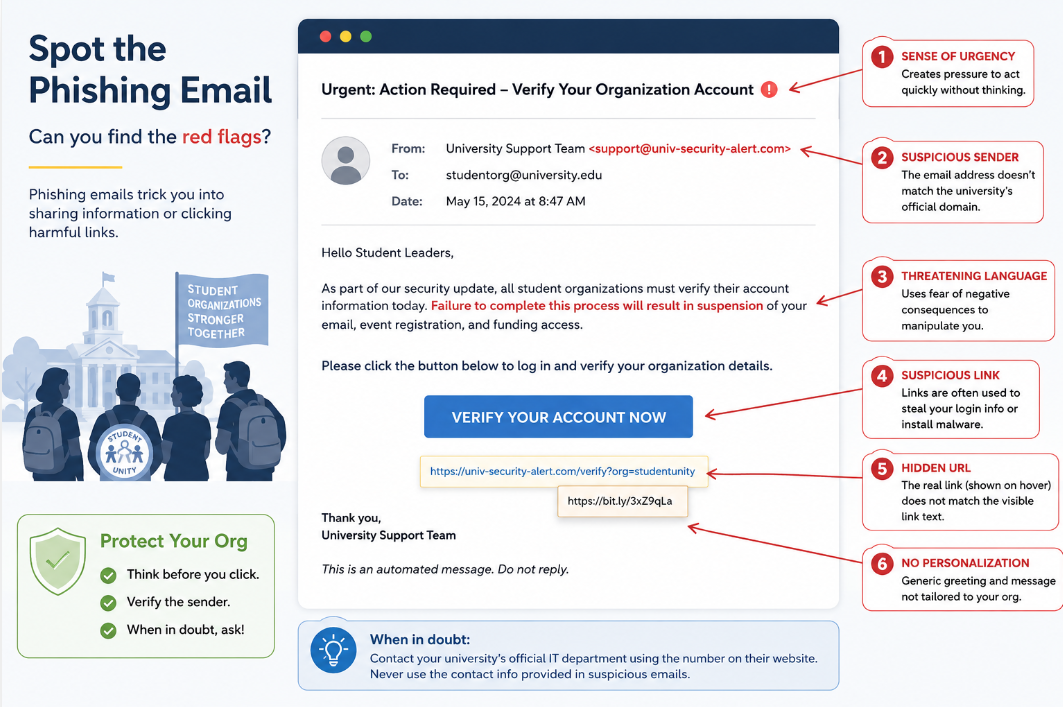 Spot the
Phishing Email
Can you find the red flags?
Phishing emails trick you into
sharing information or clicking
harmful links.
STUDENT
ORGANIZATIONS
STRONGER
TOGETHER
STUDENT
UNITY
Protect Your Org
Think before you click.
Verify the sender.
When in doubt, ask!
Urgent: Action Required – Verify Your Organization Account !
From: University Support Team <support@univ-security-alert.com>
To: studentorg@university.edu
Date: May 15, 2024 at 8:47 AM
Hello Student Leaders,
As part of our security update, all student organizations must verify their account
information today. Failure to complete this process will result in suspension of your
email, event registration, and funding access.
Please click the button below to log in and verify your organization details.
VERIFY YOUR ACCOUNT NOW
https://univ-security-alert.com/verify?org=studentunity
https://bit.ly/3xZ9qLa
Thank you,
University Support Team
This is an automated message. Do not reply.
When in doubt:
Contact your university's official IT department using the number on their website.
Never use the contact info provided in suspicious emails.
1 SENSE OF URGENCY
Creates pressure to act
quickly without thinking.
2 SUSPICIOUS SENDER
The email address doesn't
match the university's
official domain.
3 THREATENING LANGUAGE
Uses fear of negative
consequences to
manipulate you.
4 SUSPICIOUS LINK
Links are often used to
steal your login info or
install malware.
5 HIDDEN URL
The real link (shown on hover)
does not match the visible
link text.
6 NO PERSONALIZATION
Generic greeting and message
not tailored to your org.